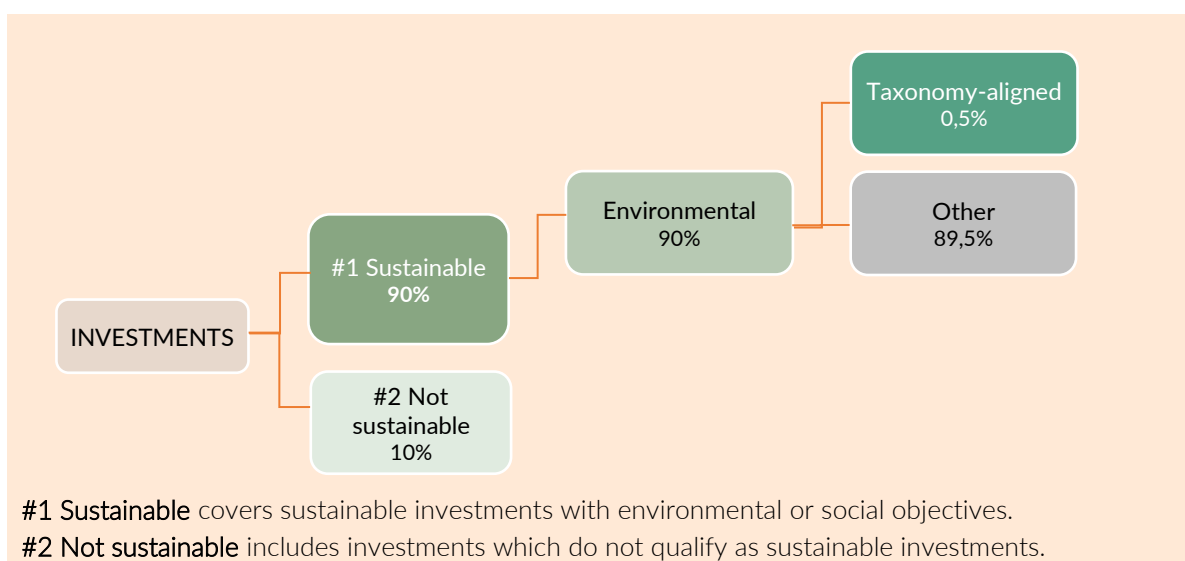 Taxonomy-aligned
0,5%
Environmental
90%
Other
89,5%
#1 Sustainable
90%
INVESTMENTS
#2 Not
sustainable
10%
#1 Sustainable covers sustainable investments with environmental or social objectives.
#2 Not sustainable includes investments which do not qualify as sustainable investments.